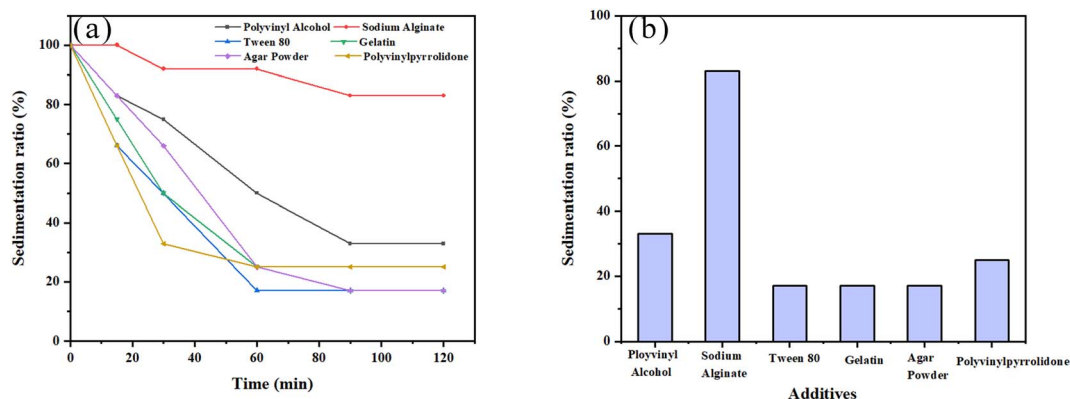 (a)
Polyvinyl Alcohol
Sodium Alginate
Tween 80
Gelatin
Agar Powder
Polyvinylpyrrolidone
Sedimentation ratio (%)
100
80
60
40
20
0
0 20 40 60 80 100 120
Time (min)
(b)
Sedimentation ratio (%)
100
80
60
40
20
0
Ployvinyl
Alcohol
Sodium
Alginate
Tween 80
Gelatin
Agar
Powder
Polyvinylpyrrolidone
Additives